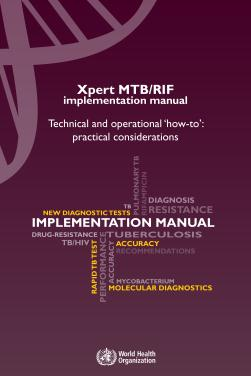 Xpert MTB/RIF
implementation manual
Technical and operational ‘how-to’:
practical considerations
PULMONARY TB
RIFAMPICIN
DIAGNOSIS
TB
RESISTANCE
NEW DIAGNOSTIC TESTS
IMPLEMENTATION MANUAL
DRUG-RESISTANCE TUBERCULOSIS
TB/HIV
RAPID TB TEST
PERFORMANCE
ACCURACY
ACCURACY
RECOMMENDATIONS
MYCOBACTERIUM
MOLECULAR DIAGNOSTICS
World Health
Organization